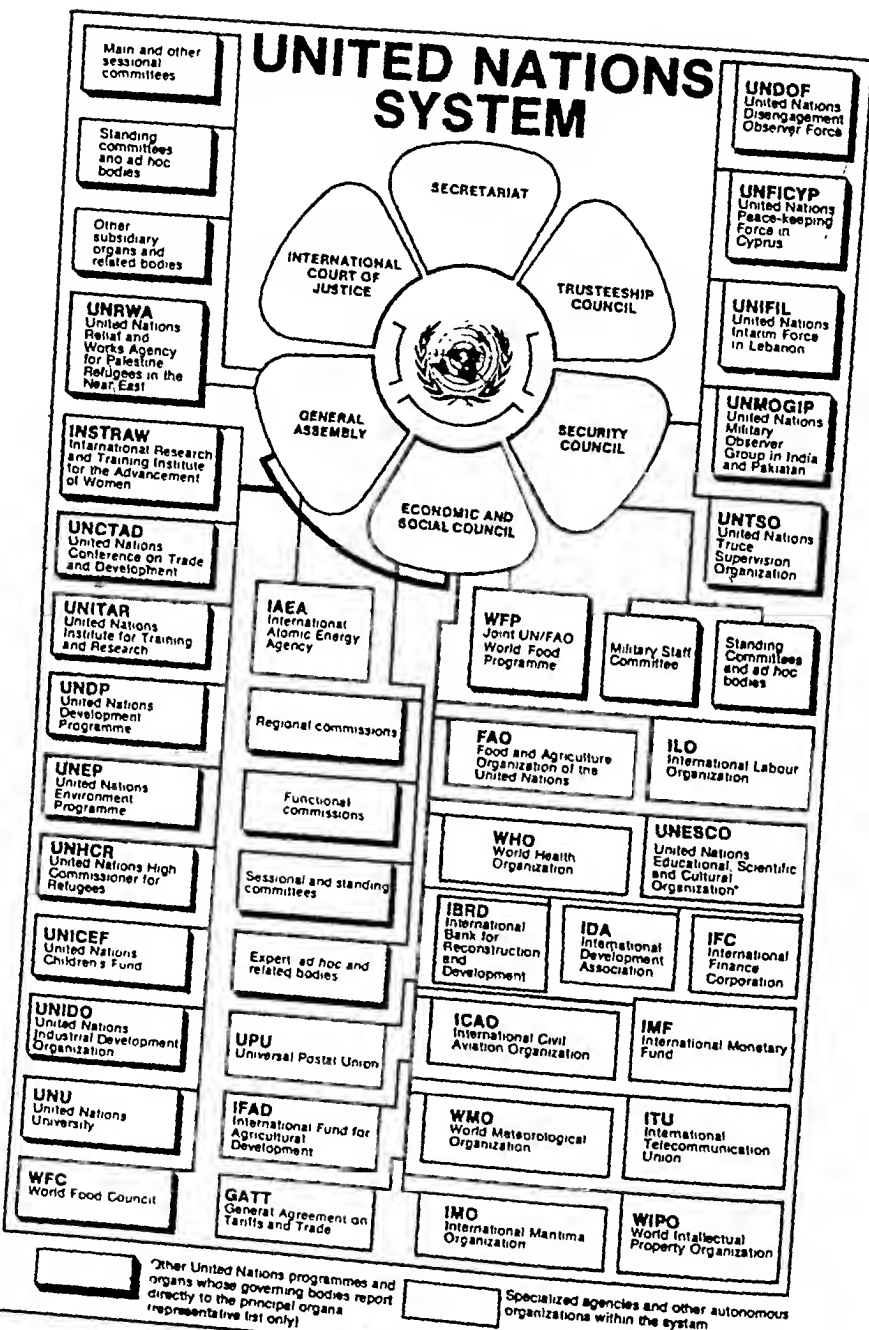 UNITED NATIONS
SYSTEM
Main and other
sessional
committees
Standing
committees
and ad hoc
bodies
Other
subsidiary
organs and
related bodies
UNRWA
United Nations
Relief and
Works Agency
for Palestine
Refugees in the
Near East
INSTRAW
International Research
and Training Institute
for the Advancement
of Women
UNCTAD
United Nations
Conference on Trade
and Development
UNITAR
United Nations
Institute for Training
and Research
UNDP
United Nations
Development
Programme
UNEP
United Nations
Environment
Programme
UNHCR
United Nations High
Commissioner for
Refugees
UNICEF
United Nations
Children's Fund
UNIDO
United Nations
Industrial Development
Organization
UNU
United Nations
University
WFC
World Food Council
SECRETARIAT
INTERNATIONAL
COURT OF
JUSTICE
TRUSTEESHIP
COUNCIL
GENERAL
ASSEMBLY
SECURITY
COUNCIL
ECONOMIC AND
SOCIAL COUNCIL
UNDOF
United Nations
Disengagement
Observer Force
UNFICYP
United Nations
Peace-keeping
Force in
Cyprus
UNIFIL
United Nations
Interim Force
in Lebanon
UNMOGIP
United Nations
Military
Observer
Group in India
and Pakistan
UNTSO
United Nations
Truce
Supervision
Organization
IAEA
International
Atomic Energy
Agency
WFP
Joint UN/FAO
World Food
Programme
Military Staff
Committee
Standing
Committees
and ad hoc
bodies
Regional commissions
Functional
commissions
Sessional and standing
committees
Expert ad hoc and
related bodies
UPU
Universal Postal Union
IFAD
International Fund for
Agricultural
Development
GATT
General Agreement on
Tariffs and Trade
FAO
Food and Agriculture
Organization of the
United Nations
ILO
International Labour
Organization
WHO
World Health
Organization
UNESCO
United Nations
Educational, Scientific
and Cultural
Organization*
IBRD
International
Bank for
Reconstruction
and
Development
IDA
International
Development
Association
IFC
International
Finance
Corporation
ICAO
International Civil
Aviation Organization
IMF
International Monetary
Fund
WMO
World Meteorological
Organization
ITU
International
Telecommunication
Union
IMO
International Maritime
Organization
WIPO
World Intellectual
Property Organization
Other United Nations programmes and
organs whose governing bodies report
directly to the principal organs
(representative list only)
Specialized agencies and other autonomous
organizations within the system